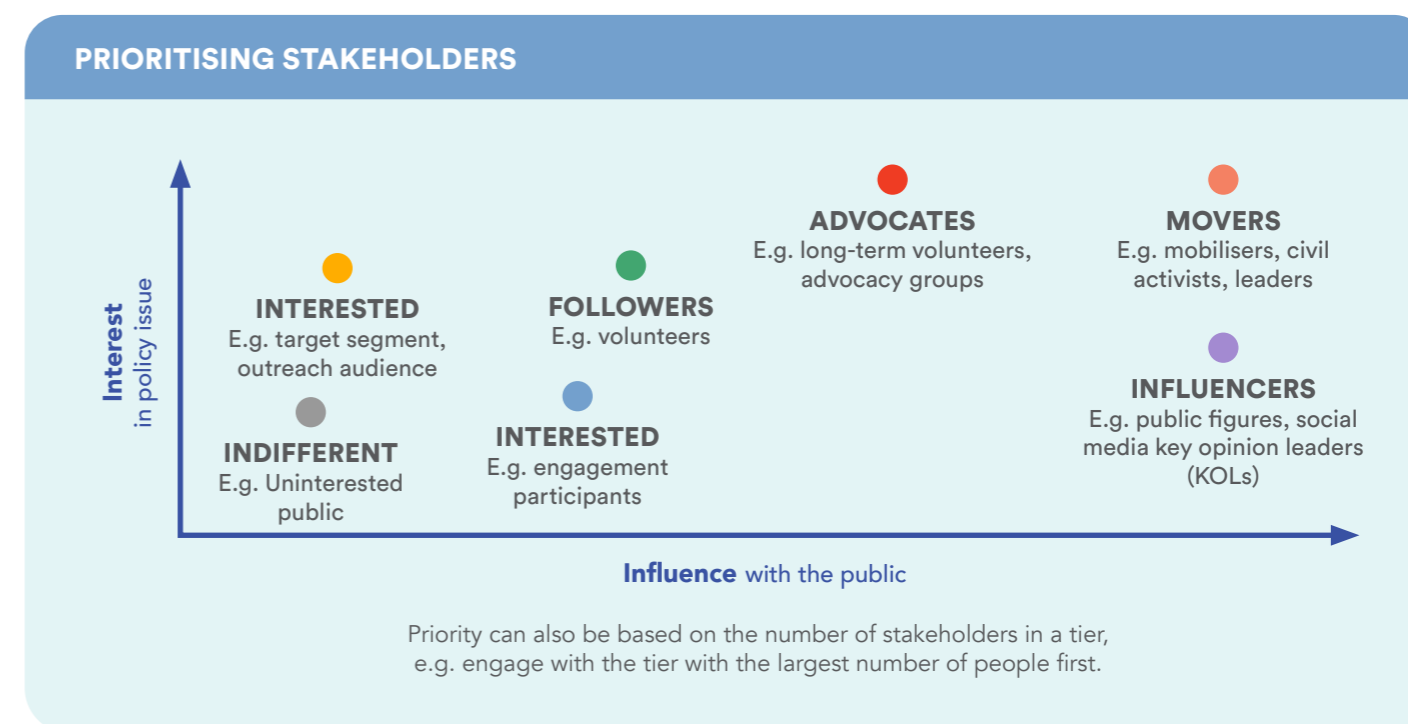 PRIORITISING STAKEHOLDERS
Interest
in policy issue
INTERESTED
E.g. target segment,
outreach audience
INDIFFERENT
E.g. Uninterested
public
FOLLOWERS
E.g. volunteers
INTERESTED
E.g. engagement
participants
ADVOCATES
E.g. long-term volunteers,
advocacy groups
MOVERS
E.g. mobilisers, civil
activists, leaders
INFLUENCERS
E.g. public figures, social
media key opinion leaders
(KOLs)
Influence with the public
Priority can also be based on the number of stakeholders in a tier,
e.g. engage with the tier with the largest number of people first.